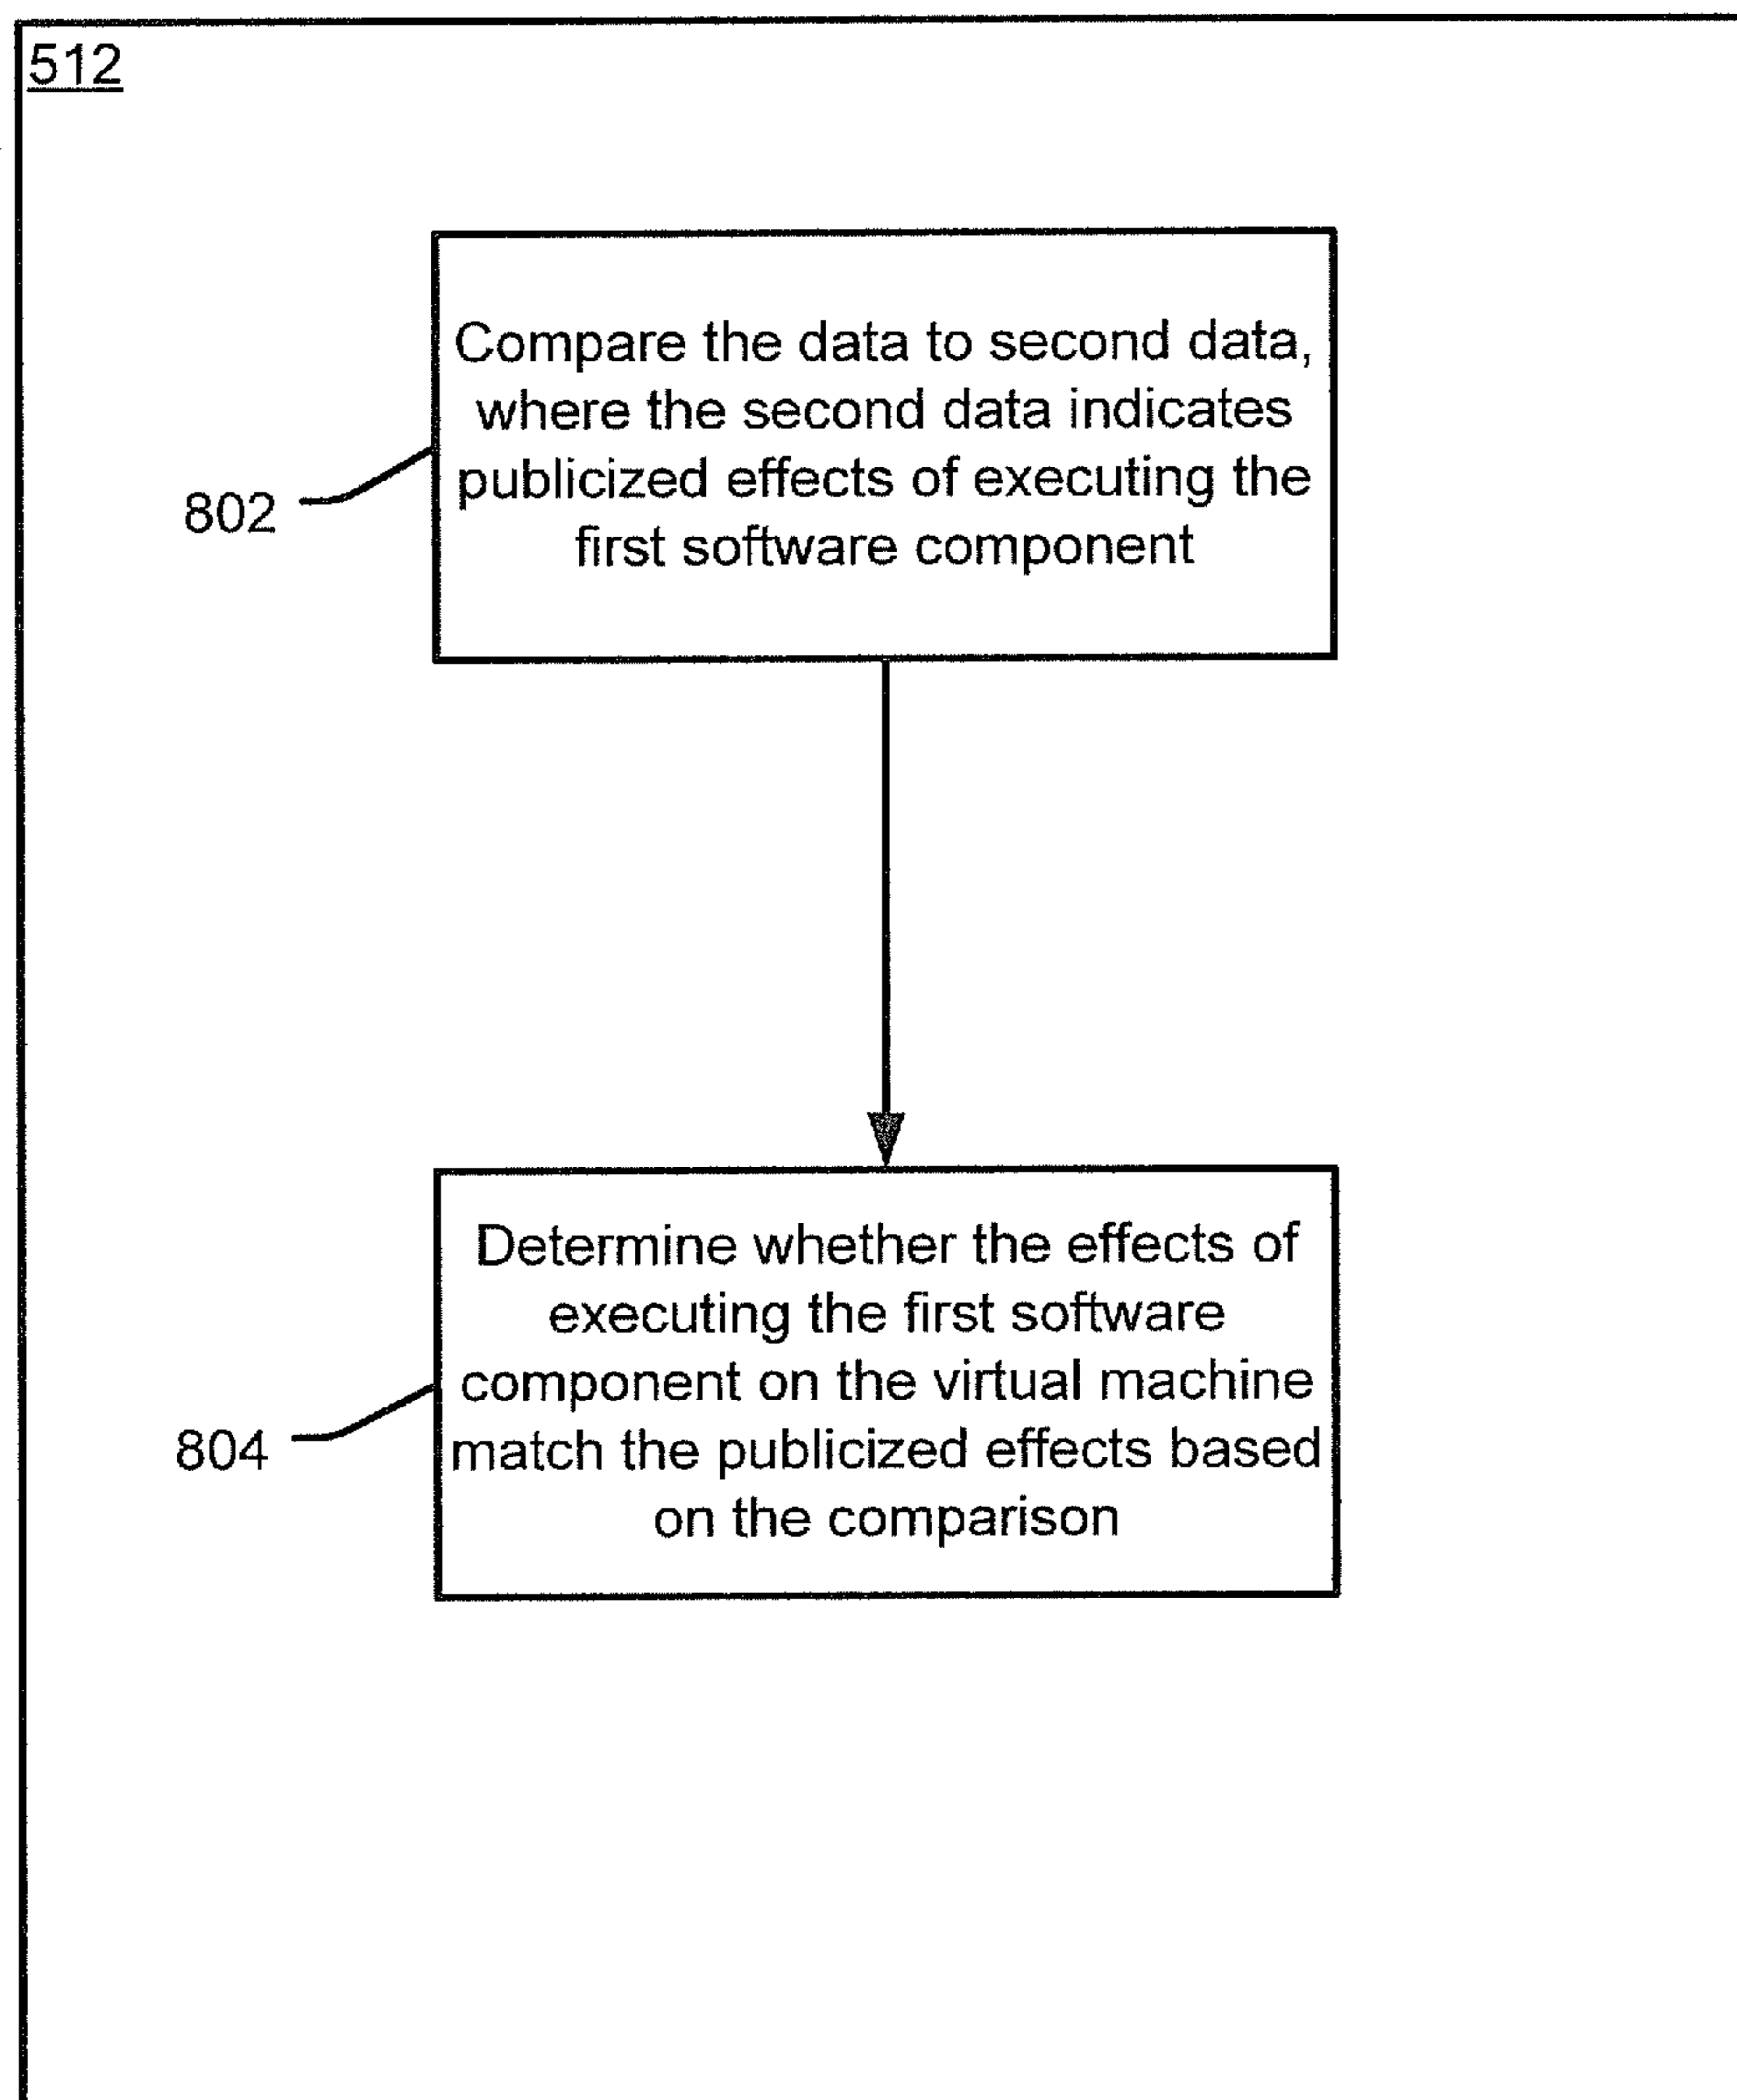 512
Compare the data to second data,
where the second data indicates
publicized effects of executing the
first software component
802
Determine whether the effects of
executing the first software
component on the virtual machine
match the publicized effects based
on the comparison
804